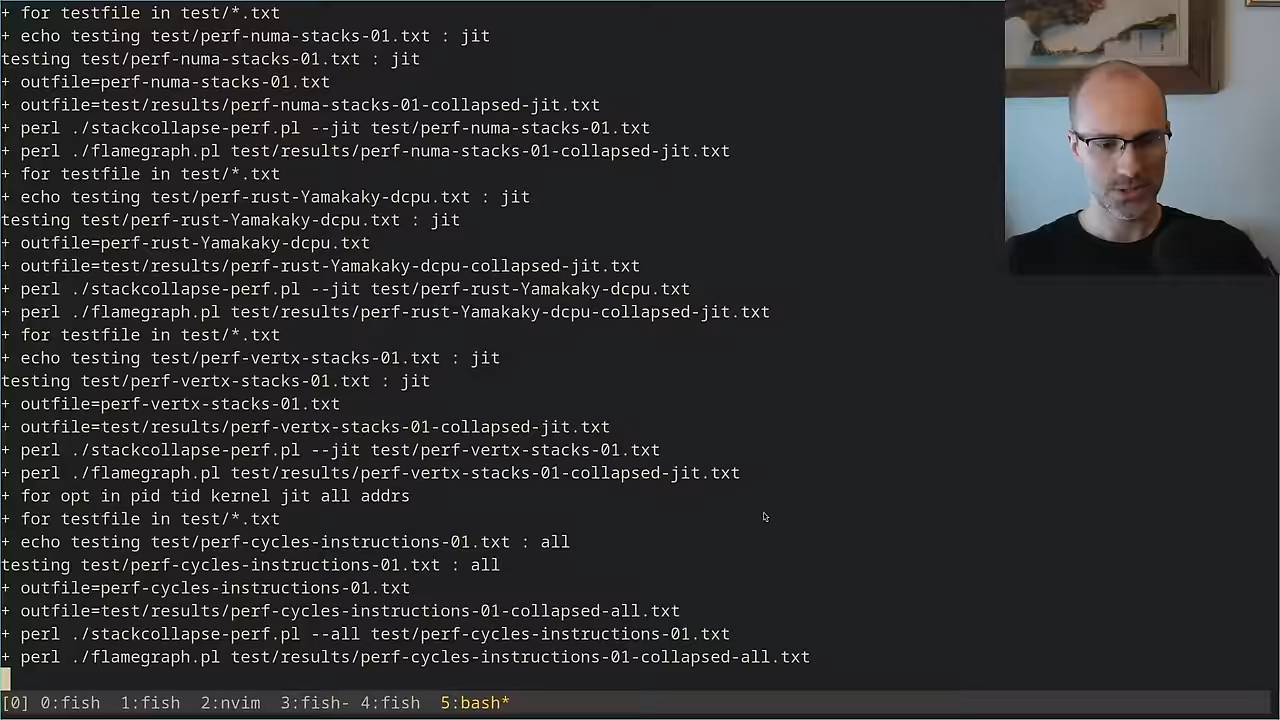 + for testfile in test/*.txt
+ echo testing test/perf-numa-stacks-01.txt : jit
testing test/perf-numa-stacks-01.txt : jit
+ outfile=perf-numa-stacks-01.txt
+ outfile=test/results/perf-numa-stacks-01-collapsed-jit.txt
+ perl ./stackcollapse-perf.pl --jit test/perf-numa-stacks-01.txt
+ perl ./flamegraph.pl test/results/perf-numa-stacks-01-collapsed-jit.txt
+ for testfile in test/*.txt
+ echo testing test/perf-rust-Yamakaky-dcpu.txt : jit
testing test/perf-rust-Yamakaky-dcpu.txt : jit
+ outfile=perf-rust-Yamakaky-dcpu.txt
+ outfile=test/results/perf-rust-Yamakaky-dcpu-collapsed-jit.txt
+ perl ./stackcollapse-perf.pl --jit test/perf-rust-Yamakaky-dcpu.txt
+ perl ./flamegraph.pl test/results/perf-rust-Yamakaky-dcpu-collapsed-jit.txt
+ for testfile in test/*.txt
+ echo testing test/perf-vertx-stacks-01.txt : jit
testing test/perf-vertx-stacks-01.txt : jit
+ outfile=perf-vertx-stacks-01.txt
+ outfile=test/results/perf-vertx-stacks-01-collapsed-jit.txt
+ perl ./stackcollapse-perf.pl --jit test/perf-vertx-stacks-01.txt
+ perl ./flamegraph.pl test/results/perf-vertx-stacks-01-collapsed-jit.txt
+ for opt in pid tid kernel jit all addrs
+ for testfile in test/*.txt
+ echo testing test/perf-cycles-instructions-01.txt : all
testing test/perf-cycles-instructions-01.txt : all
+ outfile=perf-cycles-instructions-01.txt
+ outfile=test/results/perf-cycles-instructions-01-collapsed-all.txt
+ perl ./stackcollapse-perf.pl --all test/perf-cycles-instructions-01.txt
+ perl ./flamegraph.pl test/results/perf-cycles-instructions-01-collapsed-all.txt
[0] 0:fish  1:fish  2:nvim  3:fish- 4:fish  5:bash*